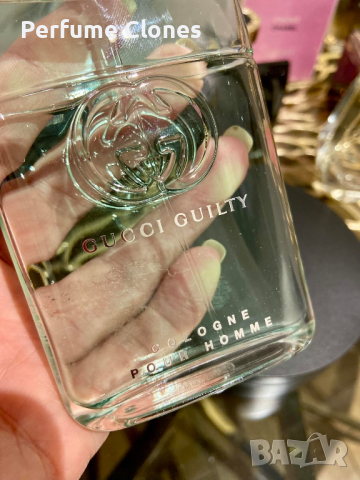 Perfume Clones
GUCCI GUILTY
COLOGNE
POUR HOMME
BAZAR